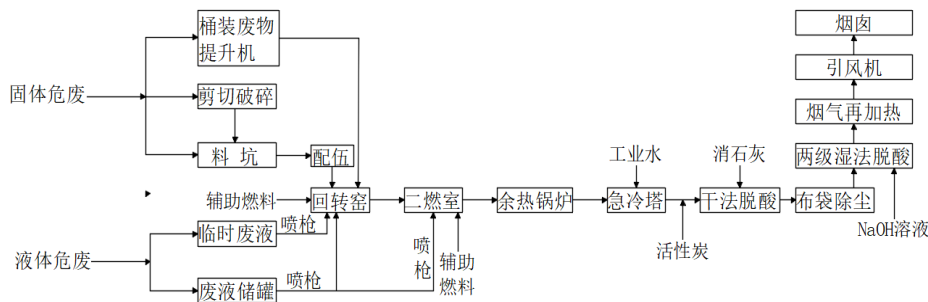 桶装废物
提升机
固体危废
剪切破碎
料坑
配伍
辅助燃料
回转窑
二燃室
余热锅炉
工业水
急冷塔
活性炭
消石灰
干法脱酸
布袋除尘
两级湿法脱酸
NaOH溶液
烟气再加热
引风机
烟囱
液体危废
临时废液
喷枪
废液储罐
喷枪
喷
枪
辅助
燃料